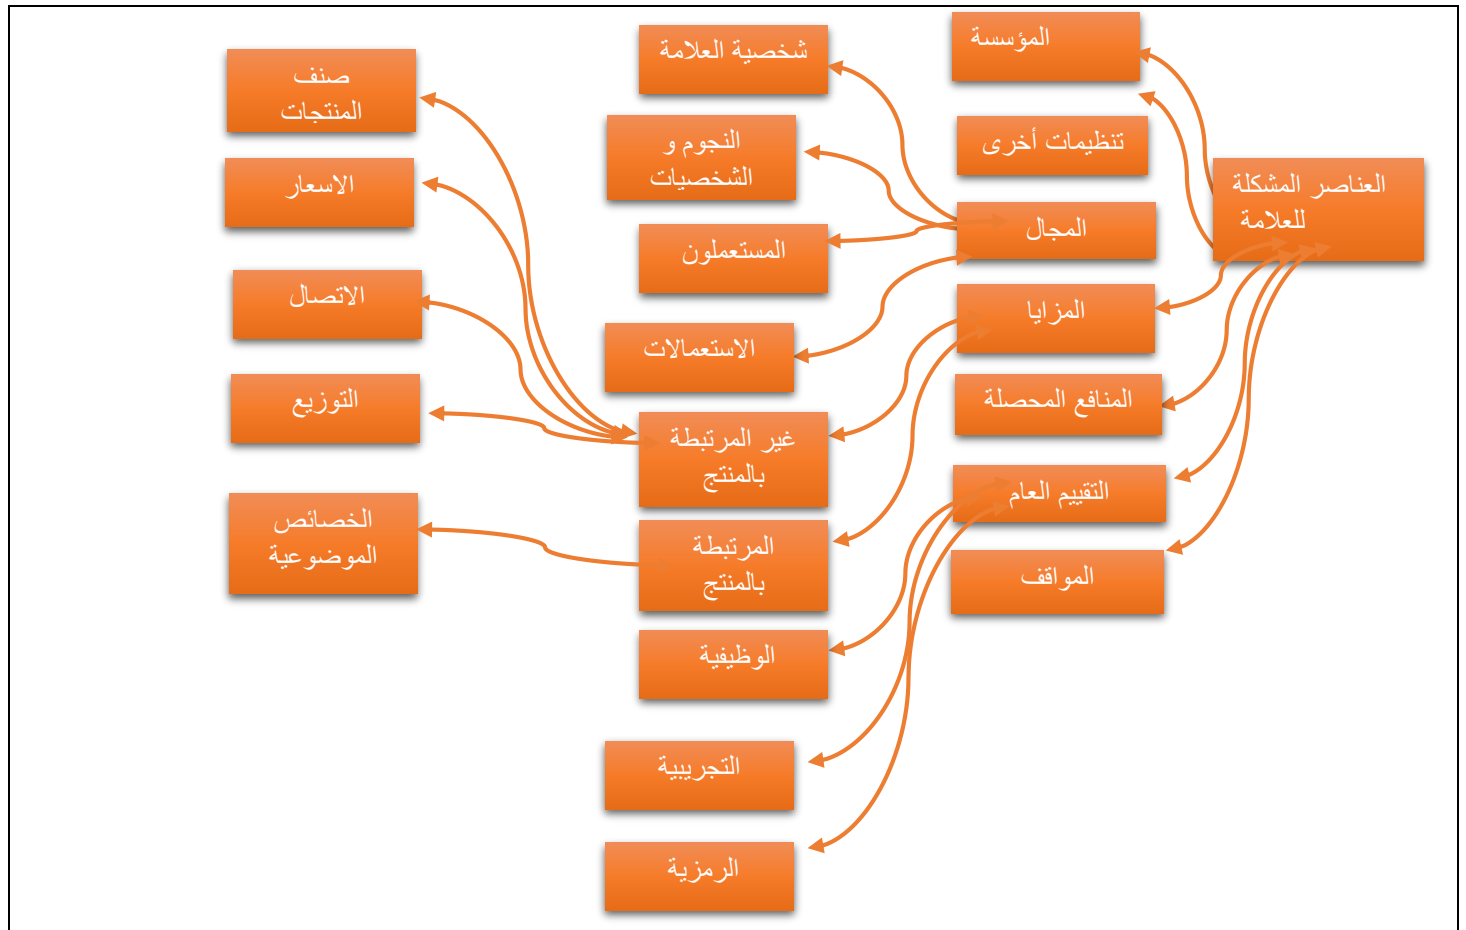 العناصر المشكلة
للعلامة
المؤسسة
تنظيمات أخرى
المجال
المزايا
المنافع المحصلة
التقييم العام
المواقف
شخصية العلامة
النجوم و
الشخصيات
المستعملون
الاستعمالات
غير المرتبطة
بالمنتج
المرتبطة
بالمنتج
الوظيفية
التجريبية
الرمزية
صنف
المنتجات
الاسعار
الاتصال
التوزيع
الخصائص
الموضوعية